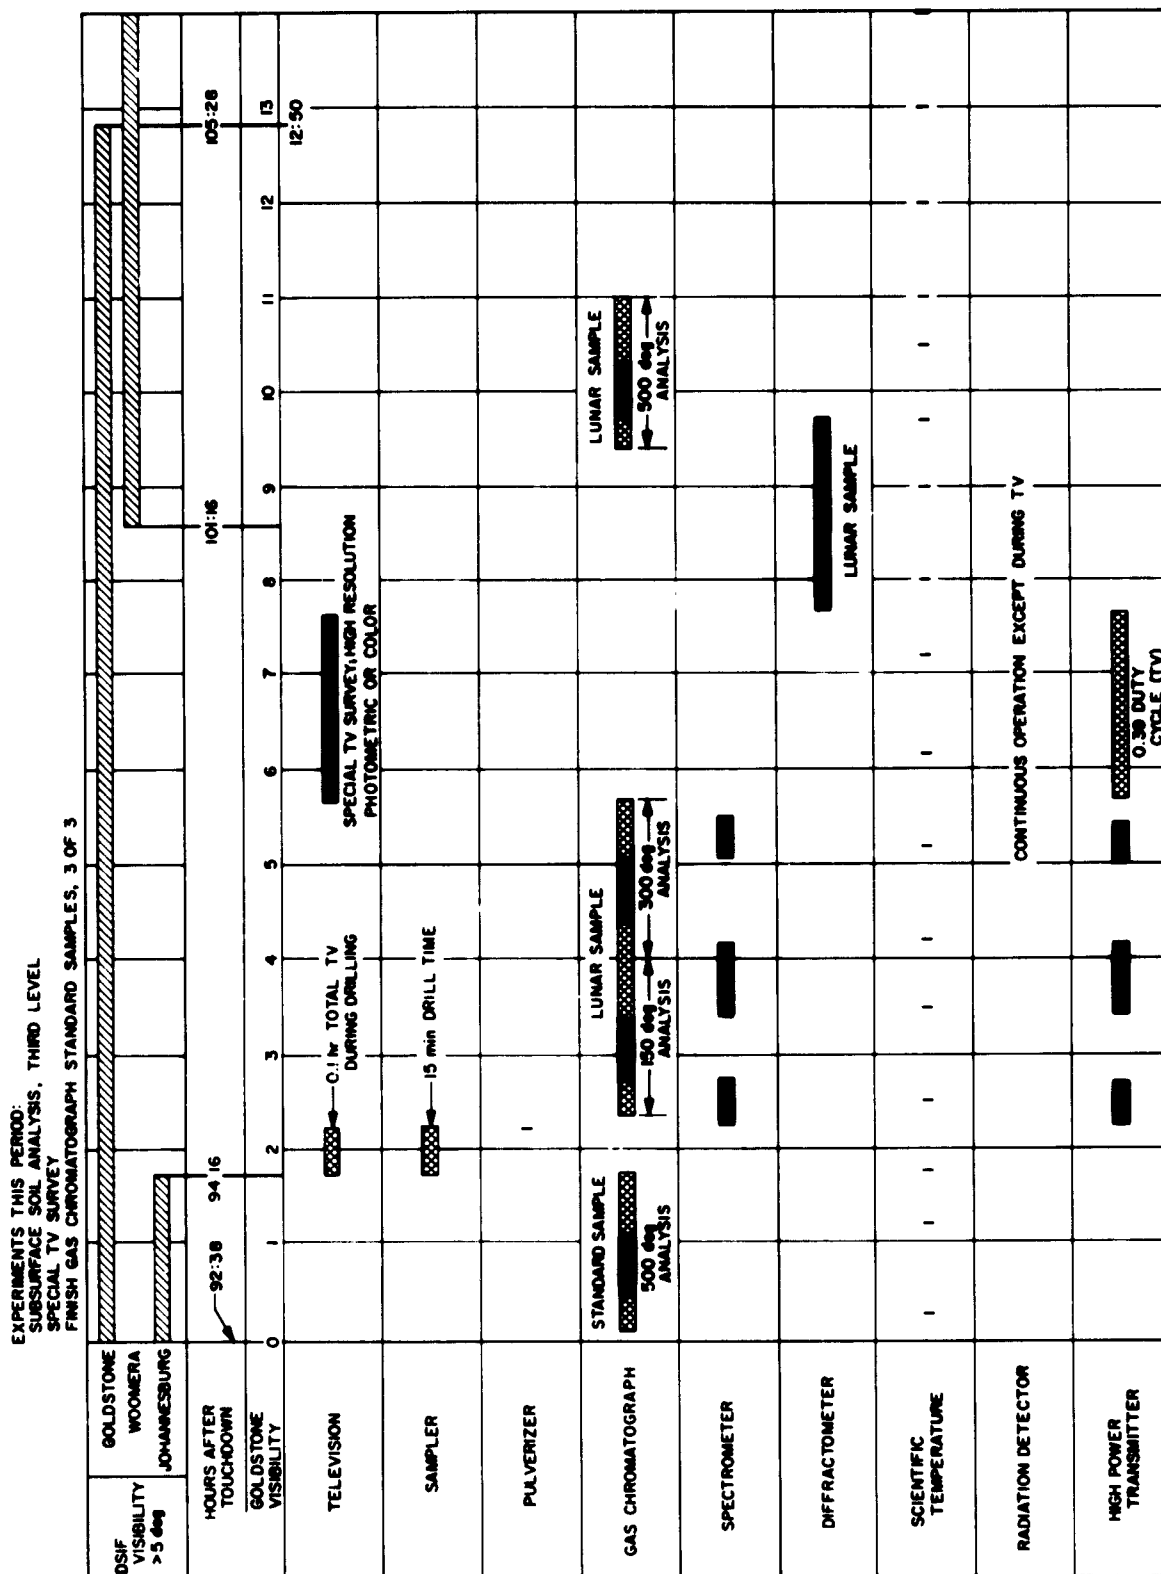 EXPERIMENTS THIS PERIOD:
SUBSURFACE SOIL ANALYSIS, THIRD LEVEL
SPECIAL TV SURVEY
FINISH GAS CHROMATOGRAPH STANDARD SAMPLES, 3 OF 3
DSIF
VISIBILITY
>5 deg
GOLDSTONE
WOOMERA
JOHANNESBURG
HOURS AFTER
TOUCHDOWN
92:38
94 16
101:16
105:28
GOLDSTONE
VISIBILITY
0 1 2 3 4 5 6 7 8 9 10 11 12 13
12:50
TELEVISION
0.1 hr TOTAL TV
DURING DRILLING
SPECIAL TV SURVEY; HIGH RESOLUTION
PHOTOMETRIC OR COLOR
SAMPLER
15 min DRILL TIME
PULVERIZER
GAS CHROMATOGRAPH
STANDARD SAMPLE
500 deg
ANALYSIS
LUNAR SAMPLE
150 deg
ANALYSIS
300 deg
ANALYSIS
LUNAR SAMPLE
500 deg
ANALYSIS
SPECTROMETER
DIFFRACTOMETER
LUNAR SAMPLE
SCIENTIFIC
TEMPERATURE
RADIATION DETECTOR
CONTINUOUS OPERATION EXCEPT DURING TV
HIGH POWER
TRANSMITTER
0.30 DUTY
CYCLE (TV)